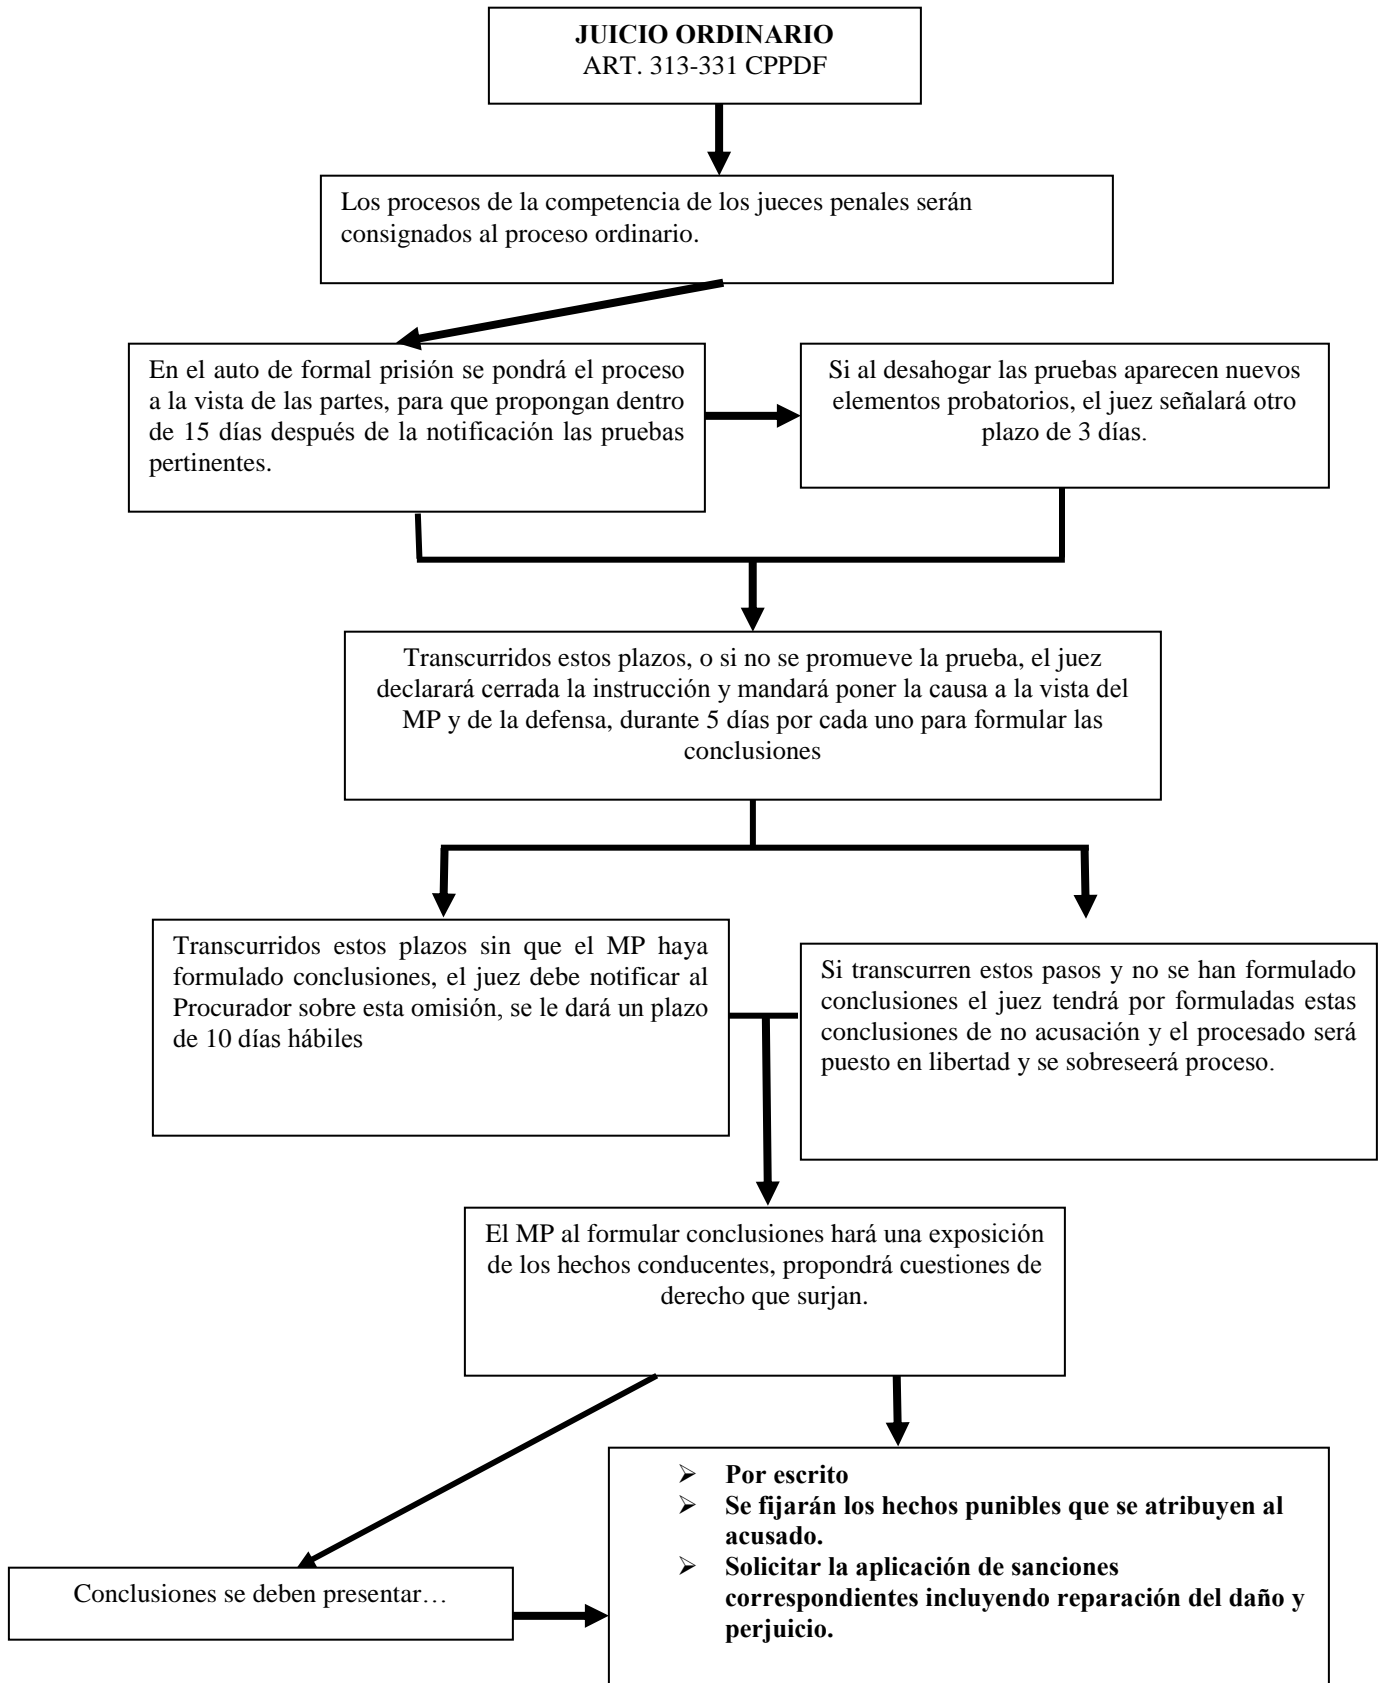 JUICIO ORDINARIO
ART. 313-331 CPPDF
Los procesos de la competencia de los jueces penales serán
consignados al proceso ordinario.
En el auto de formal prisión se pondrá el proceso
a la vista de las partes, para que propongan dentro
de 15 días después de la notificación las pruebas
pertinentes.
Si al desahogar las pruebas aparecen nuevos
elementos probatorios, el juez señalará otro
plazo de 3 días.
Transcurridos estos plazos, o si no se promueve la prueba, el juez
declarará cerrada la instrucción y mandará poner la causa a la vista del
MP y de la defensa, durante 5 días por cada uno para formular las
conclusiones
Transcurridos estos plazos sin que el MP haya
formulado conclusiones, el juez debe notificar al
Procurador sobre esta omisión, se le dará un plazo
de 10 días hábiles
Si transcurren estos pasos y no se han formulado
conclusiones el juez tendrá por formuladas estas
conclusiones de no acusación y el procesado será
puesto en libertad y se sobreseerá proceso.
El MP al formular conclusiones hará una exposición
de los hechos conducentes, propondrá cuestiones de
derecho que surjan.
➢ Por escrito
➢ Se fijarán los hechos punibles que se atribuyen al
acusado.
➢ Solicitar la aplicación de sanciones
correspondientes incluyendo reparación del daño y
perjuicio.
Conclusiones se deben presentar…